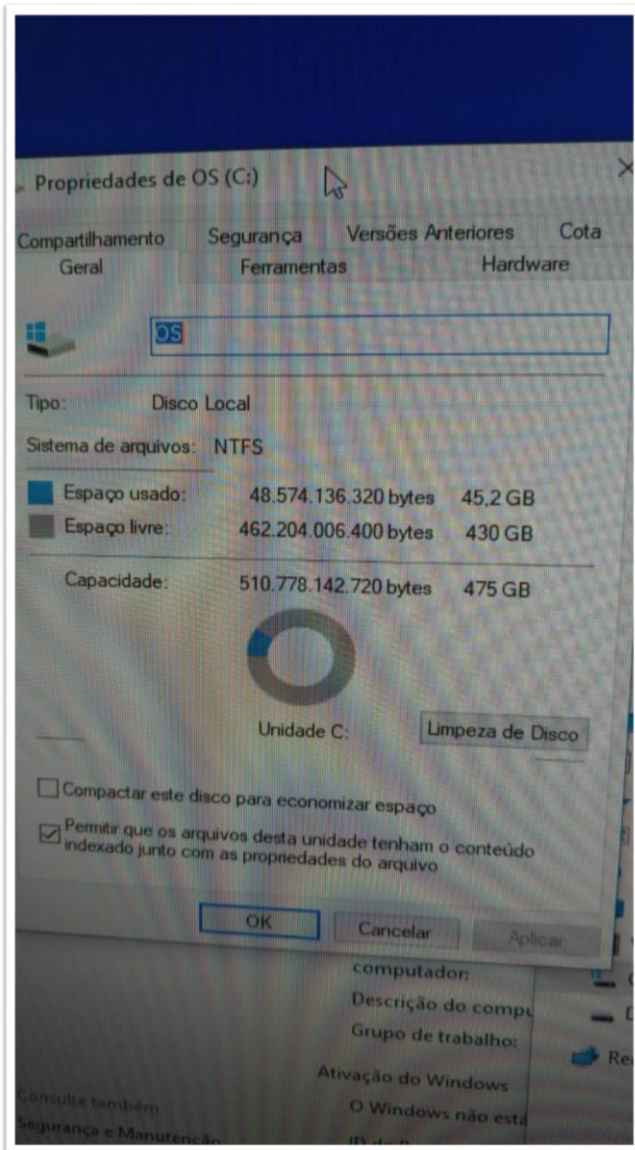 Propriedades de OS (C:)
Compartilhamento Segurança Versões Anteriores Cota
Geral Ferramentas Hardware
OS
Tipo: Disco Local
Sistema de arquivos: NTFS
Espaço usado: 48.574.136.320 bytes 45,2 GB
Espaço livre: 462.204.006.400 bytes 430 GB
Capacidade: 510.778.142.720 bytes 475 GB
Unidade C: Limpeza de Disco
Compactar este disco para economizar espaço
Permitir que os arquivos desta unidade tenham o conteúdo
indexado junto com as propriedades do arquivo
OK Cancelar Aplicar
computador:
Descrição do compu
Grupo de trabalho:
Re
Ativação do Windows
Consulte também
O Windows não está
Segurança e Manutenção